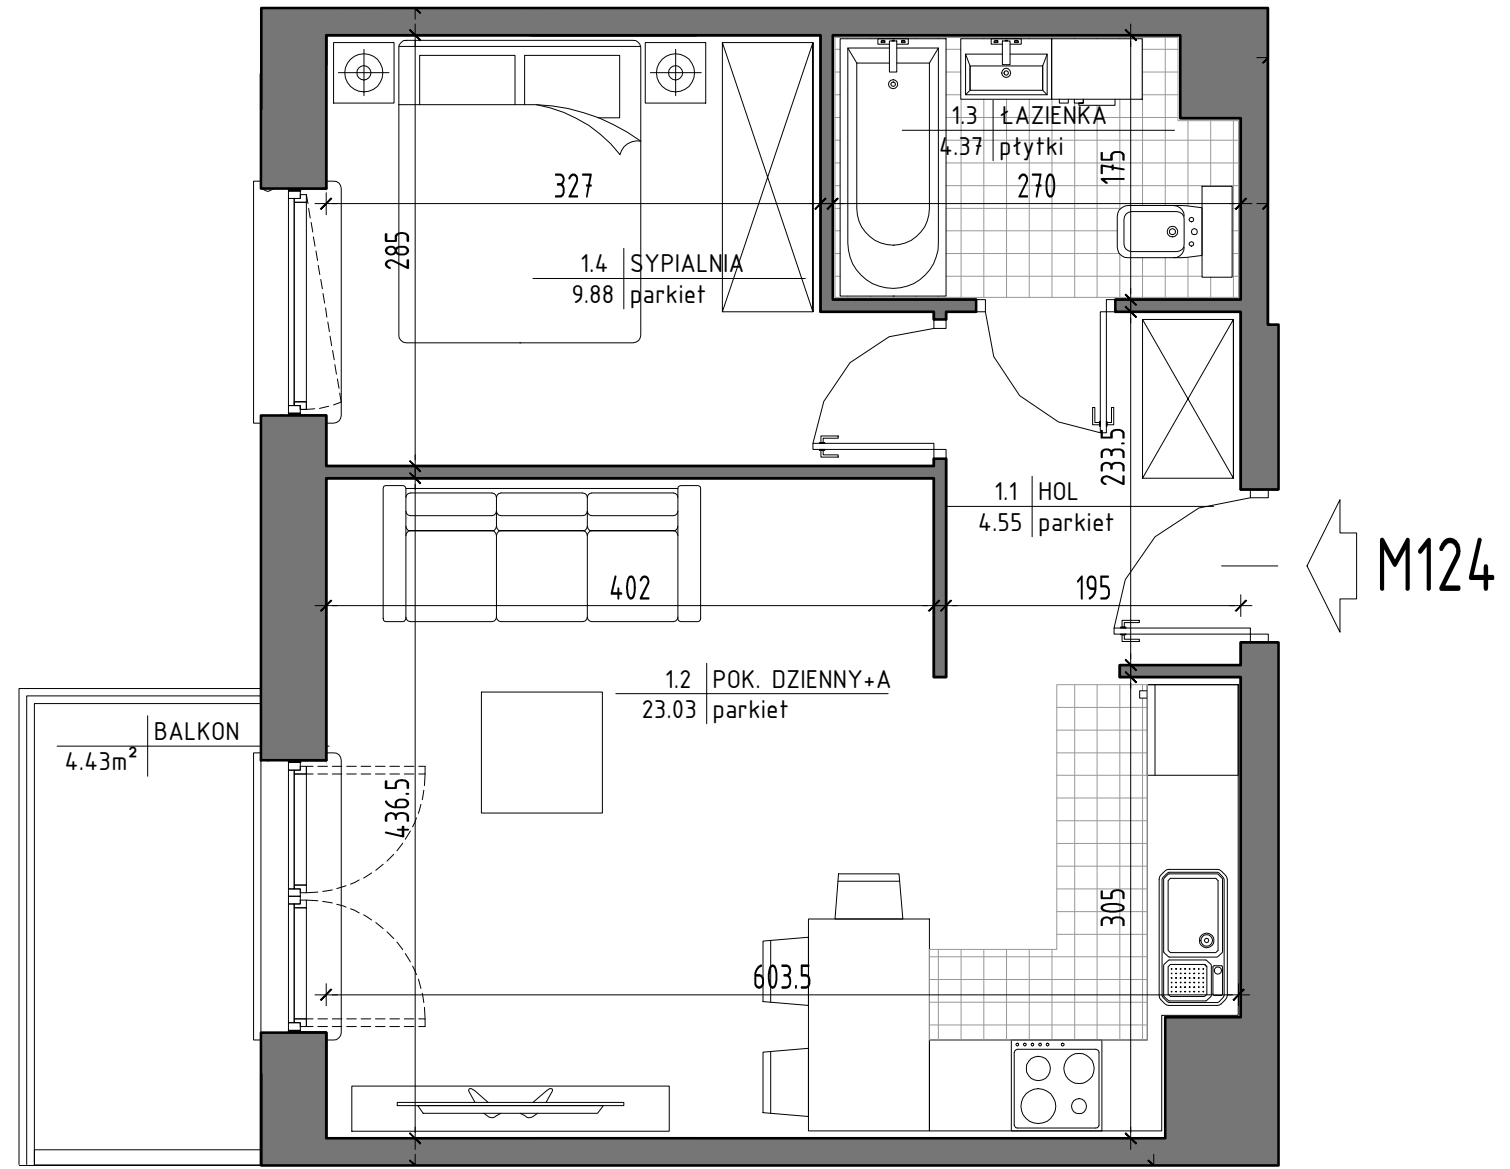 1.3 ŁAZIENKA
4.37 płytki
175
327
270
285
1.4 SYPIALNIA
9.88 parkiet
233.5
1.1 HOL
4.55 parkiet
M124
402
195
1.2 POK. DZIENNY+A
23.03 parkiet
BALKON
4.43m²
436.5
305
603.5